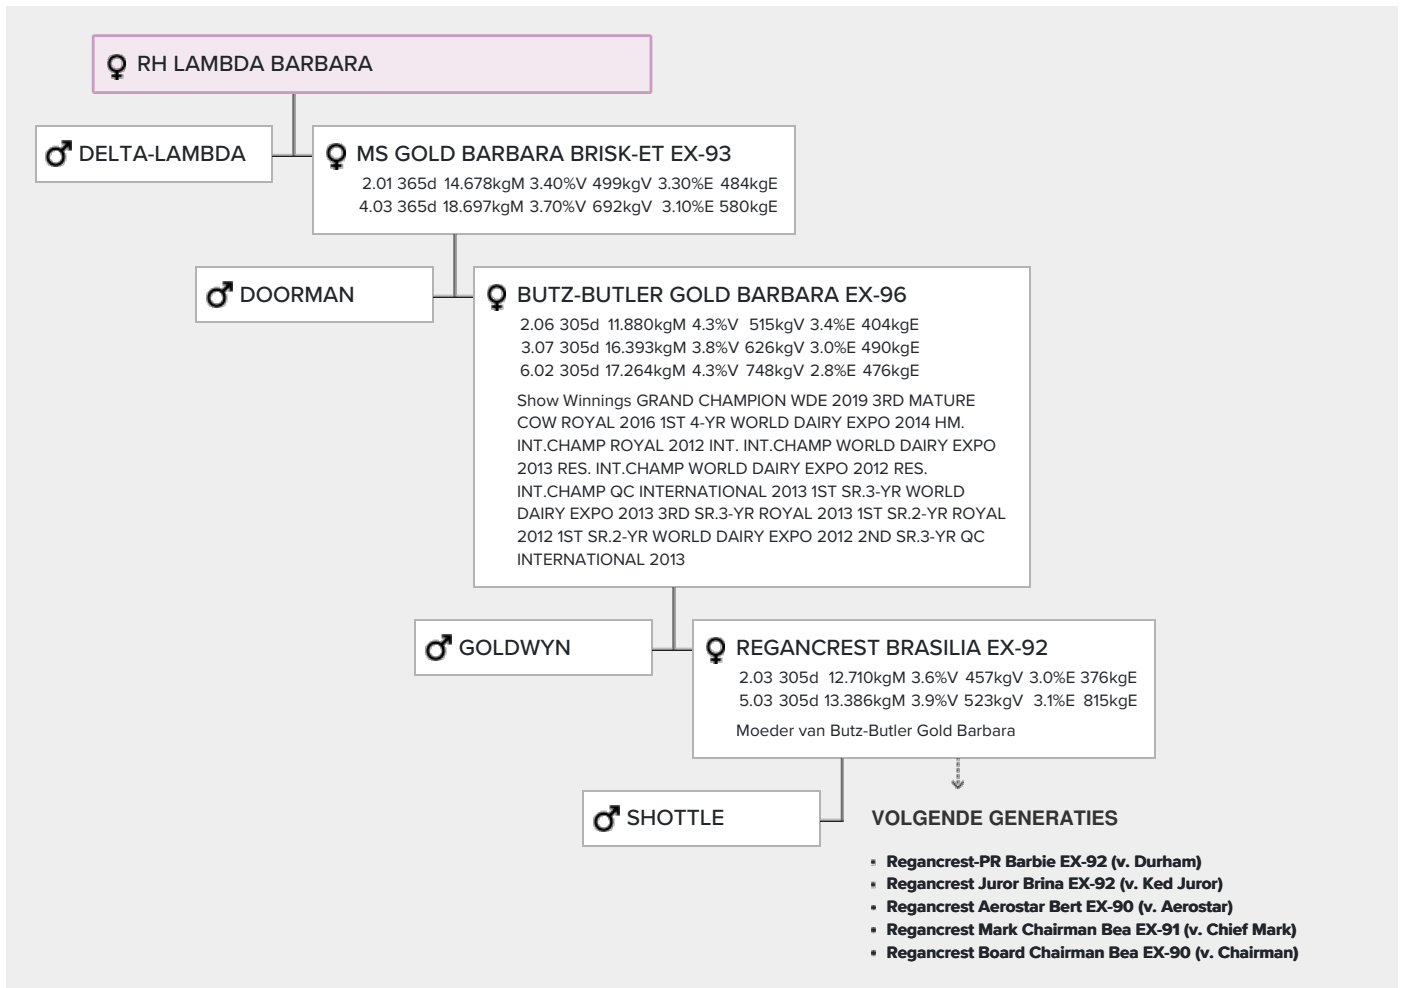 RH LAMBDA BARBARA
DELTA-LAMBDA
MS GOLD BARBARA BRISK-ET EX-93
2.01 365d 14.678kgM 3.40%V 499kgV 3.30%E 484kgE
4.03 365d 18.697kgM 3.70%V 692kgV 3.10%E 580kgE
DOORMAN
BUTZ-BUTLER GOLD BARBARA EX-96
2.06 305d 11.880kgM 4.3%V 515kgV 3.4%E 404kgE
3.07 305d 16.393kgM 3.8%V 626kgV 3.0%E 490kgE
6.02 305d 17.264kgM 4.3%V 748kgV 2.8%E 476kgE
Show Winnings GRAND CHAMPION WDE 2019 3RD MATURE
COW ROYAL 2016 1ST 4-YR WORLD DAIRY EXPO 2014 HM.
INT.CHAMP ROYAL 2012 INT. INT.CHAMP WORLD DAIRY EXPO
2013 RES. INT.CHAMP WORLD DAIRY EXPO 2012 RES.
INT.CHAMP QC INTERNATIONAL 2013 1ST SR.3-YR WORLD
DAIRY EXPO 2013 3RD SR.3-YR ROYAL 2013 1ST SR.2-YR ROYAL
2012 1ST SR.2-YR WORLD DAIRY EXPO 2012 2ND SR.3-YR QC
INTERNATIONAL 2013
GOLDWYN
REGANCREST BRASILIA EX-92
2.03 305d 12.710kgM 3.6%V 457kgV 3.0%E 376kgE
5.03 305d 13.386kgM 3.9%V 523kgV 3.1%E 815kgE
Moeder van Butz-Butler Gold Barbara
SHOTTLE
VOLGENDE GENERATIES
Regancrest-PR Barbie EX-92 (v. Durham)
Regancrest Juror Brina EX-92 (v. Ked Juror)
Regancrest Aerostar Bert EX-90 (v. Aerostar)
Regancrest Mark Chairman Bea EX-91 (v. Chief Mark)
Regancrest Board Chairman Bea EX-90 (v. Chairman)